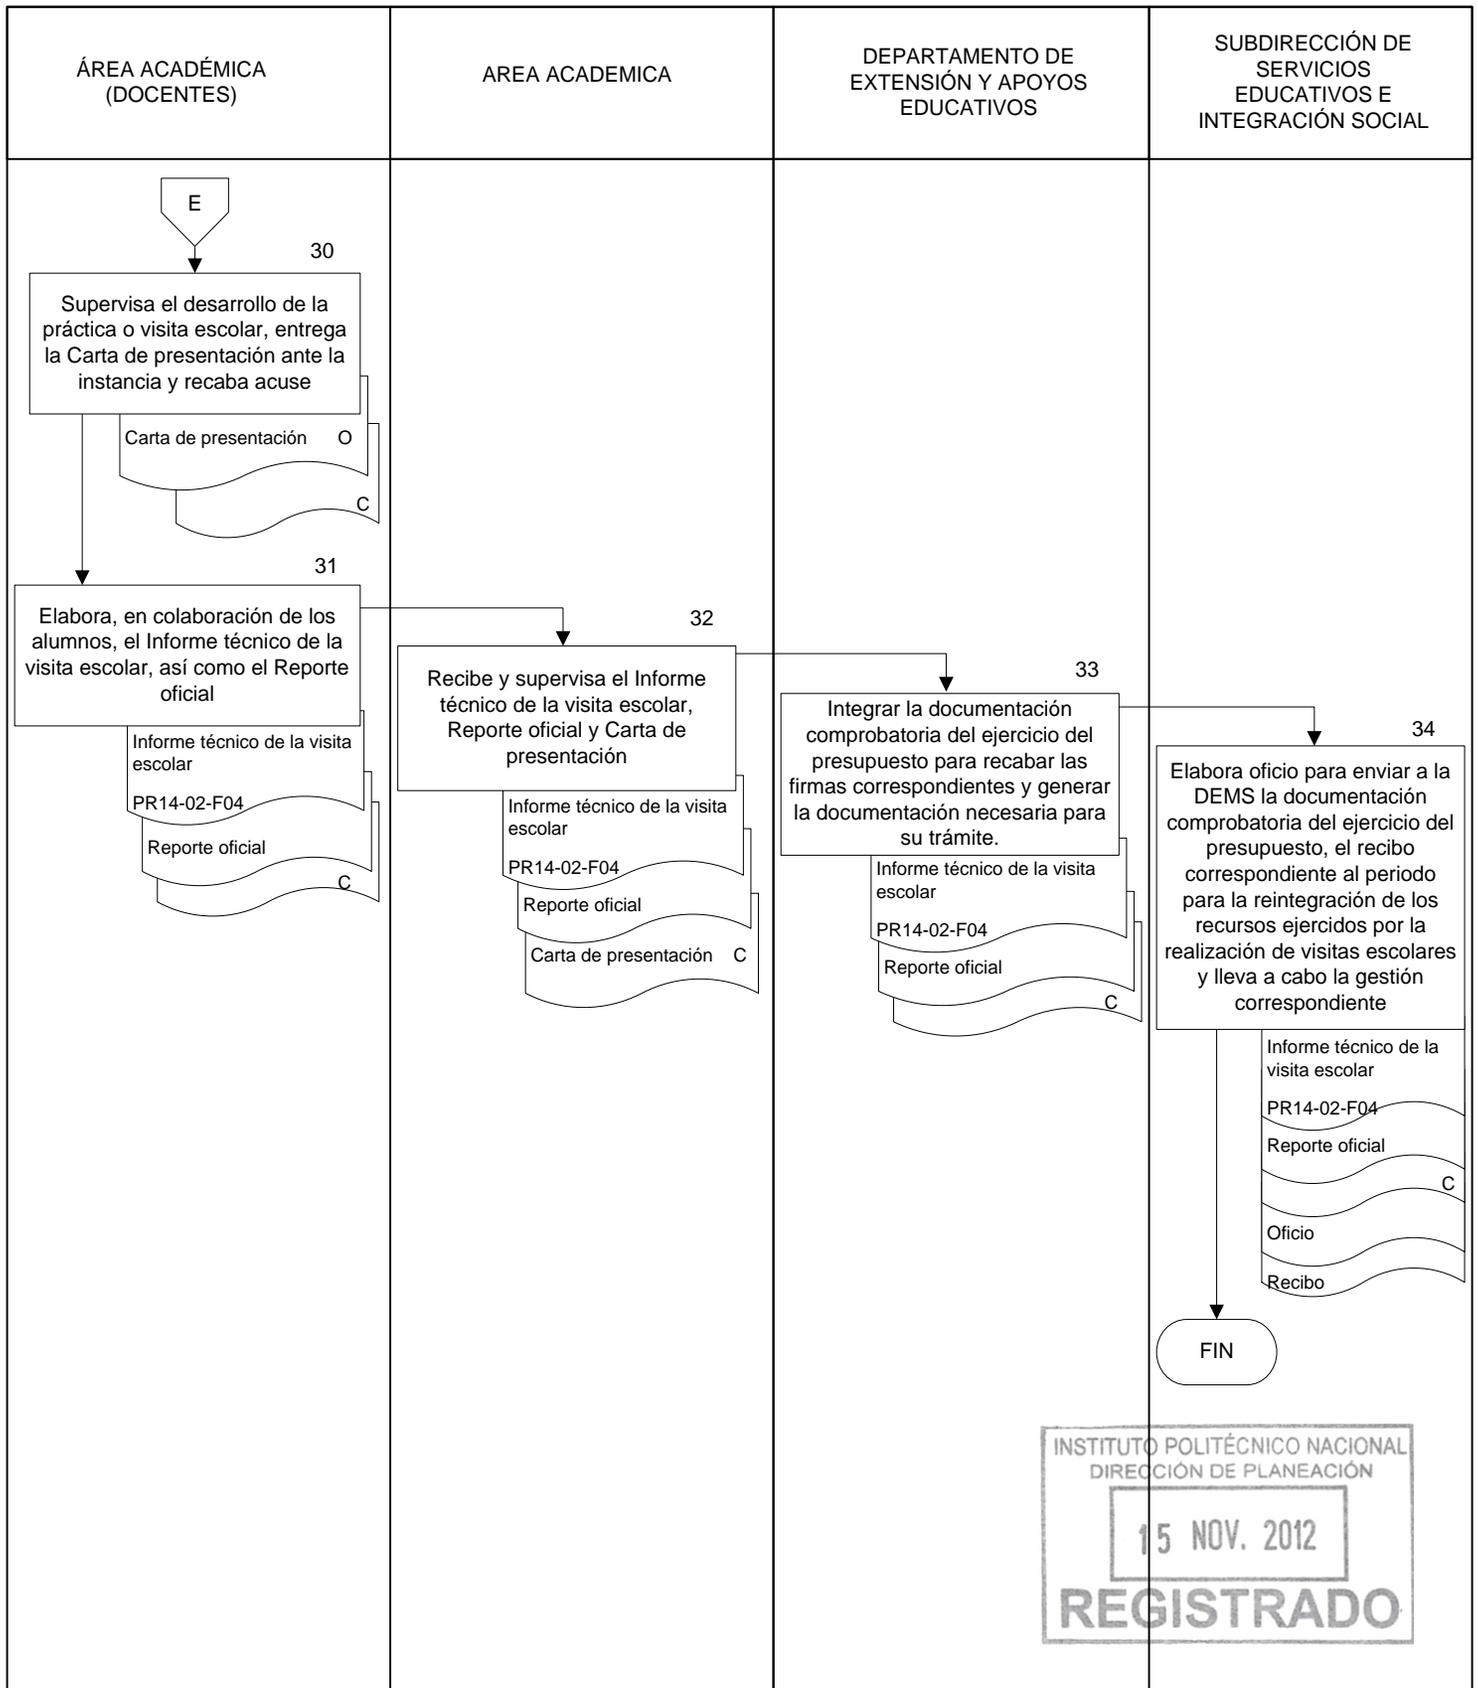 ÁREA ACADÉMICA
(DOCENTES)
AREA ACADEMICA
DEPARTAMENTO DE
EXTENSIÓN Y APOYOS
EDUCATIVOS
SUBDIRECCIÓN DE
SERVICIOS
EDUCATIVOS E
INTEGRACIÓN SOCIAL
E
30
Supervisa el desarrollo de la
práctica o visita escolar, entrega
la Carta de presentación ante la
instancia y recaba acuse
Carta de presentación O
C
31
Elabora, en colaboración de los
alumnos, el Informe técnico de la
visita escolar, así como el Reporte
oficial
Informe técnico de la visita
escolar
PR14-02-F04
Reporte oficial
C
32
Recibe y supervisa el Informe
técnico de la visita escolar,
Reporte oficial y Carta de
presentación
Informe técnico de la visita
escolar
PR14-02-F04
Reporte oficial
Carta de presentación C
33
Integrar la documentación
comprobatoria del ejercicio del
presupuesto para recabar las
firmas correspondientes y generar
la documentación necesaria para
su trámite.
Informe técnico de la visita
escolar
PR14-02-F04
Reporte oficial
C
34
Elabora oficio para enviar a la
DEMS la documentación
comprobatoria del ejercicio del
presupuesto, el recibo
correspondiente al periodo
para la reintegración de los
recursos ejercidos por la
realización de visitas escolares
y lleva a cabo la gestión
correspondiente
Informe técnico de la
visita escolar
PR14-02-F04
Reporte oficial
C
Oficio
Recibo
FIN
INSTITUTO POLITÉCNICO NACIONAL
DIRECCIÓN DE PLANEACIÓN
15 NOV. 2012
REGISTRADO